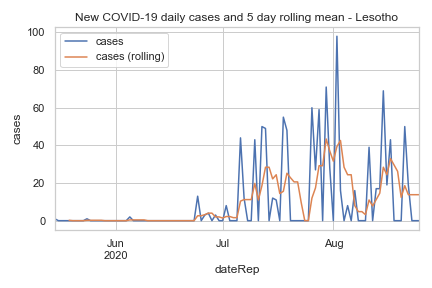 New COVID-19 daily cases and 5 day rolling mean - Lesotho
cases
cases (rolling)
100
80
60
40
20
0
cases
Jun
2020
Jul
Aug
dateRep